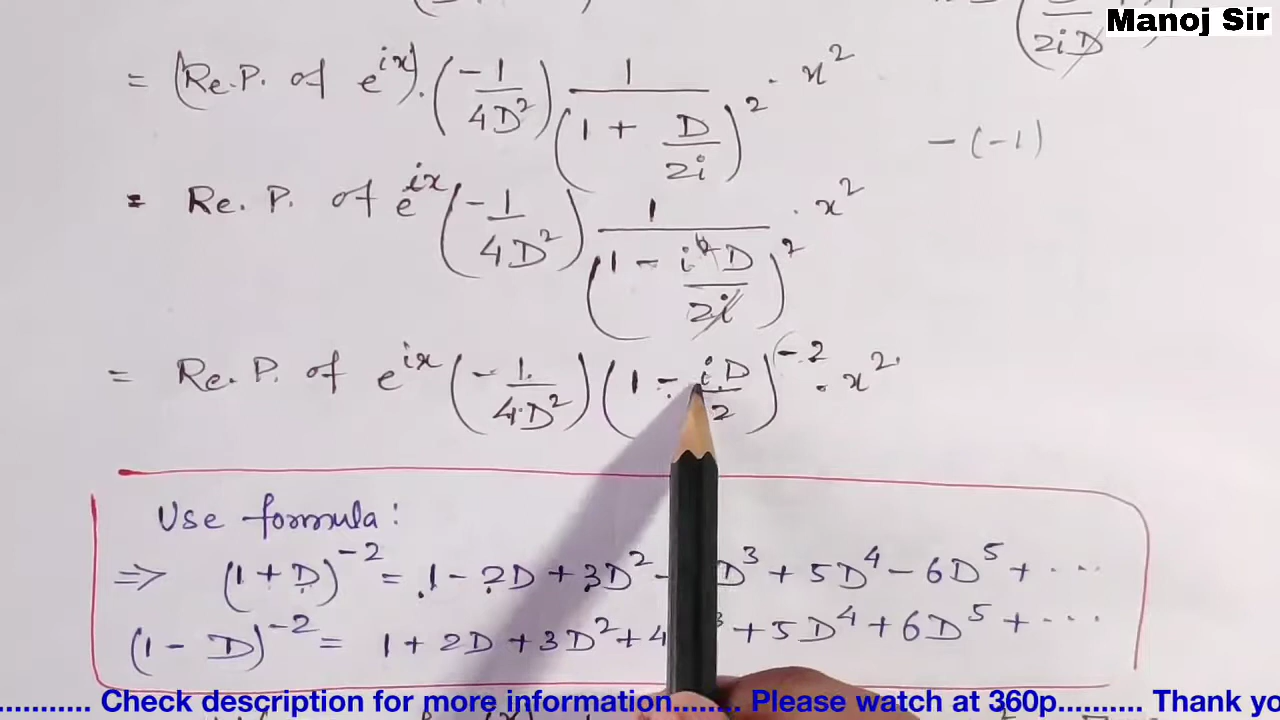 Manoj Sir
2iD
= (Re.P. of e^{ix}) . (-1/4D²) 1/(1 + D/2i)² . x²
- (-1)
= Re. P. of e^{ix} (-1/4D²) 1/(1 - i²D/2i)² . x²
= Re. P. of e^{ix} (-1/4D²) (1 - iD/2)^{-2} . x²
Use formula:
⇒ (1 + D)^{-2} = 1 - 2D + 3D² - D³ + 5D⁴ - 6D⁵ + ...
(1 - D)^{-2} = 1 + 2D + 3D² + 4 ³ + 5D⁴ + 6D⁵ + ...
........... Check description for more information........ Please watch at 360p.......... Thank yo